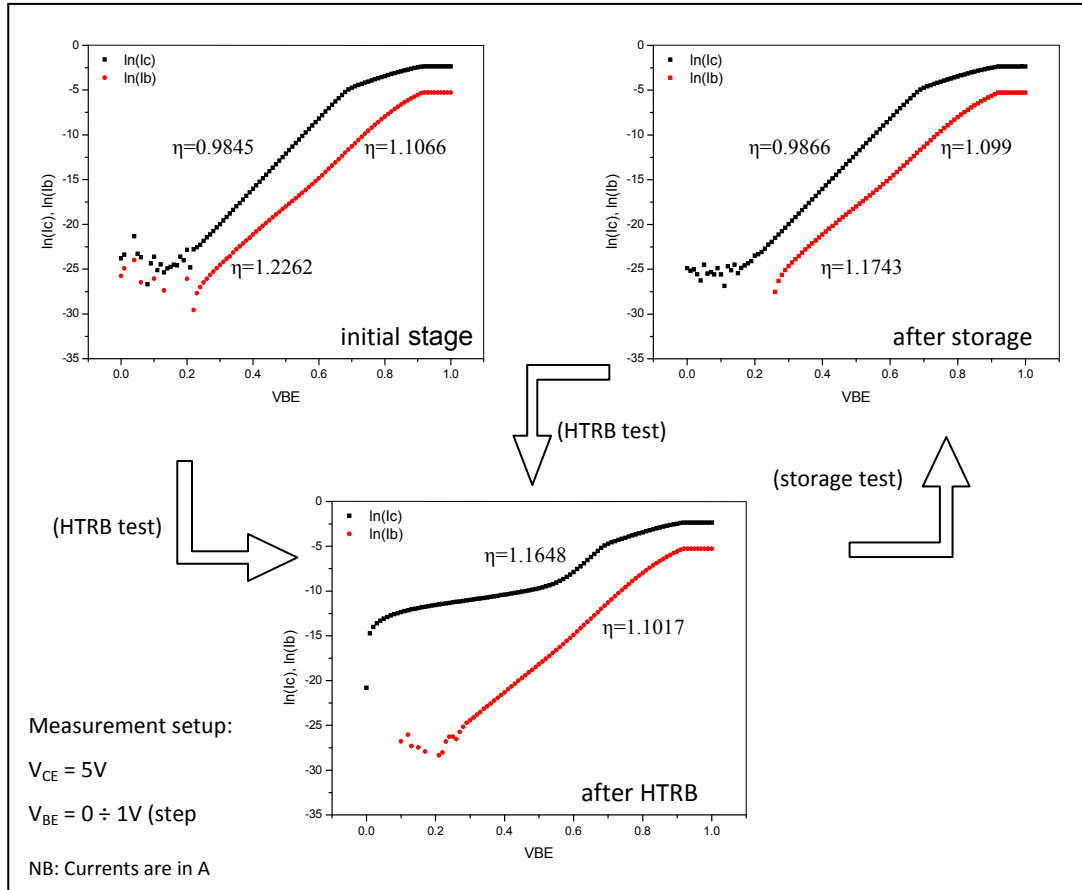 ln(Ic)
ln(Ib)
η=0.9845
η=1.1066
η=1.2262
initial stage
ln(Ic), ln(Ib)
0
-5
-10
-15
-20
-25
-30
-35
0.0 0.2 0.4 0.6 0.8 1.0
VBE
ln(Ic)
ln(Ib)
η=0.9866
η=1.099
η=1.1743
after storage
ln(Ic), ln(Ib)
0
-5
-10
-15
-20
-25
-30
-35
0.0 0.2 0.4 0.6 0.8 1.0
VBE
(HTRB test)
(storage test)
(HTRB test)
ln(Ic)
ln(Ib)
η=1.1648
η=1.1017
after HTRB
ln(Ic), ln(Ib)
0
-5
-10
-15
-20
-25
-30
-35
0.0 0.2 0.4 0.6 0.8 1.0
VBE
Measurement setup:
VCE = 5V
VBE = 0 ÷ 1V (step
NB: Currents are in A